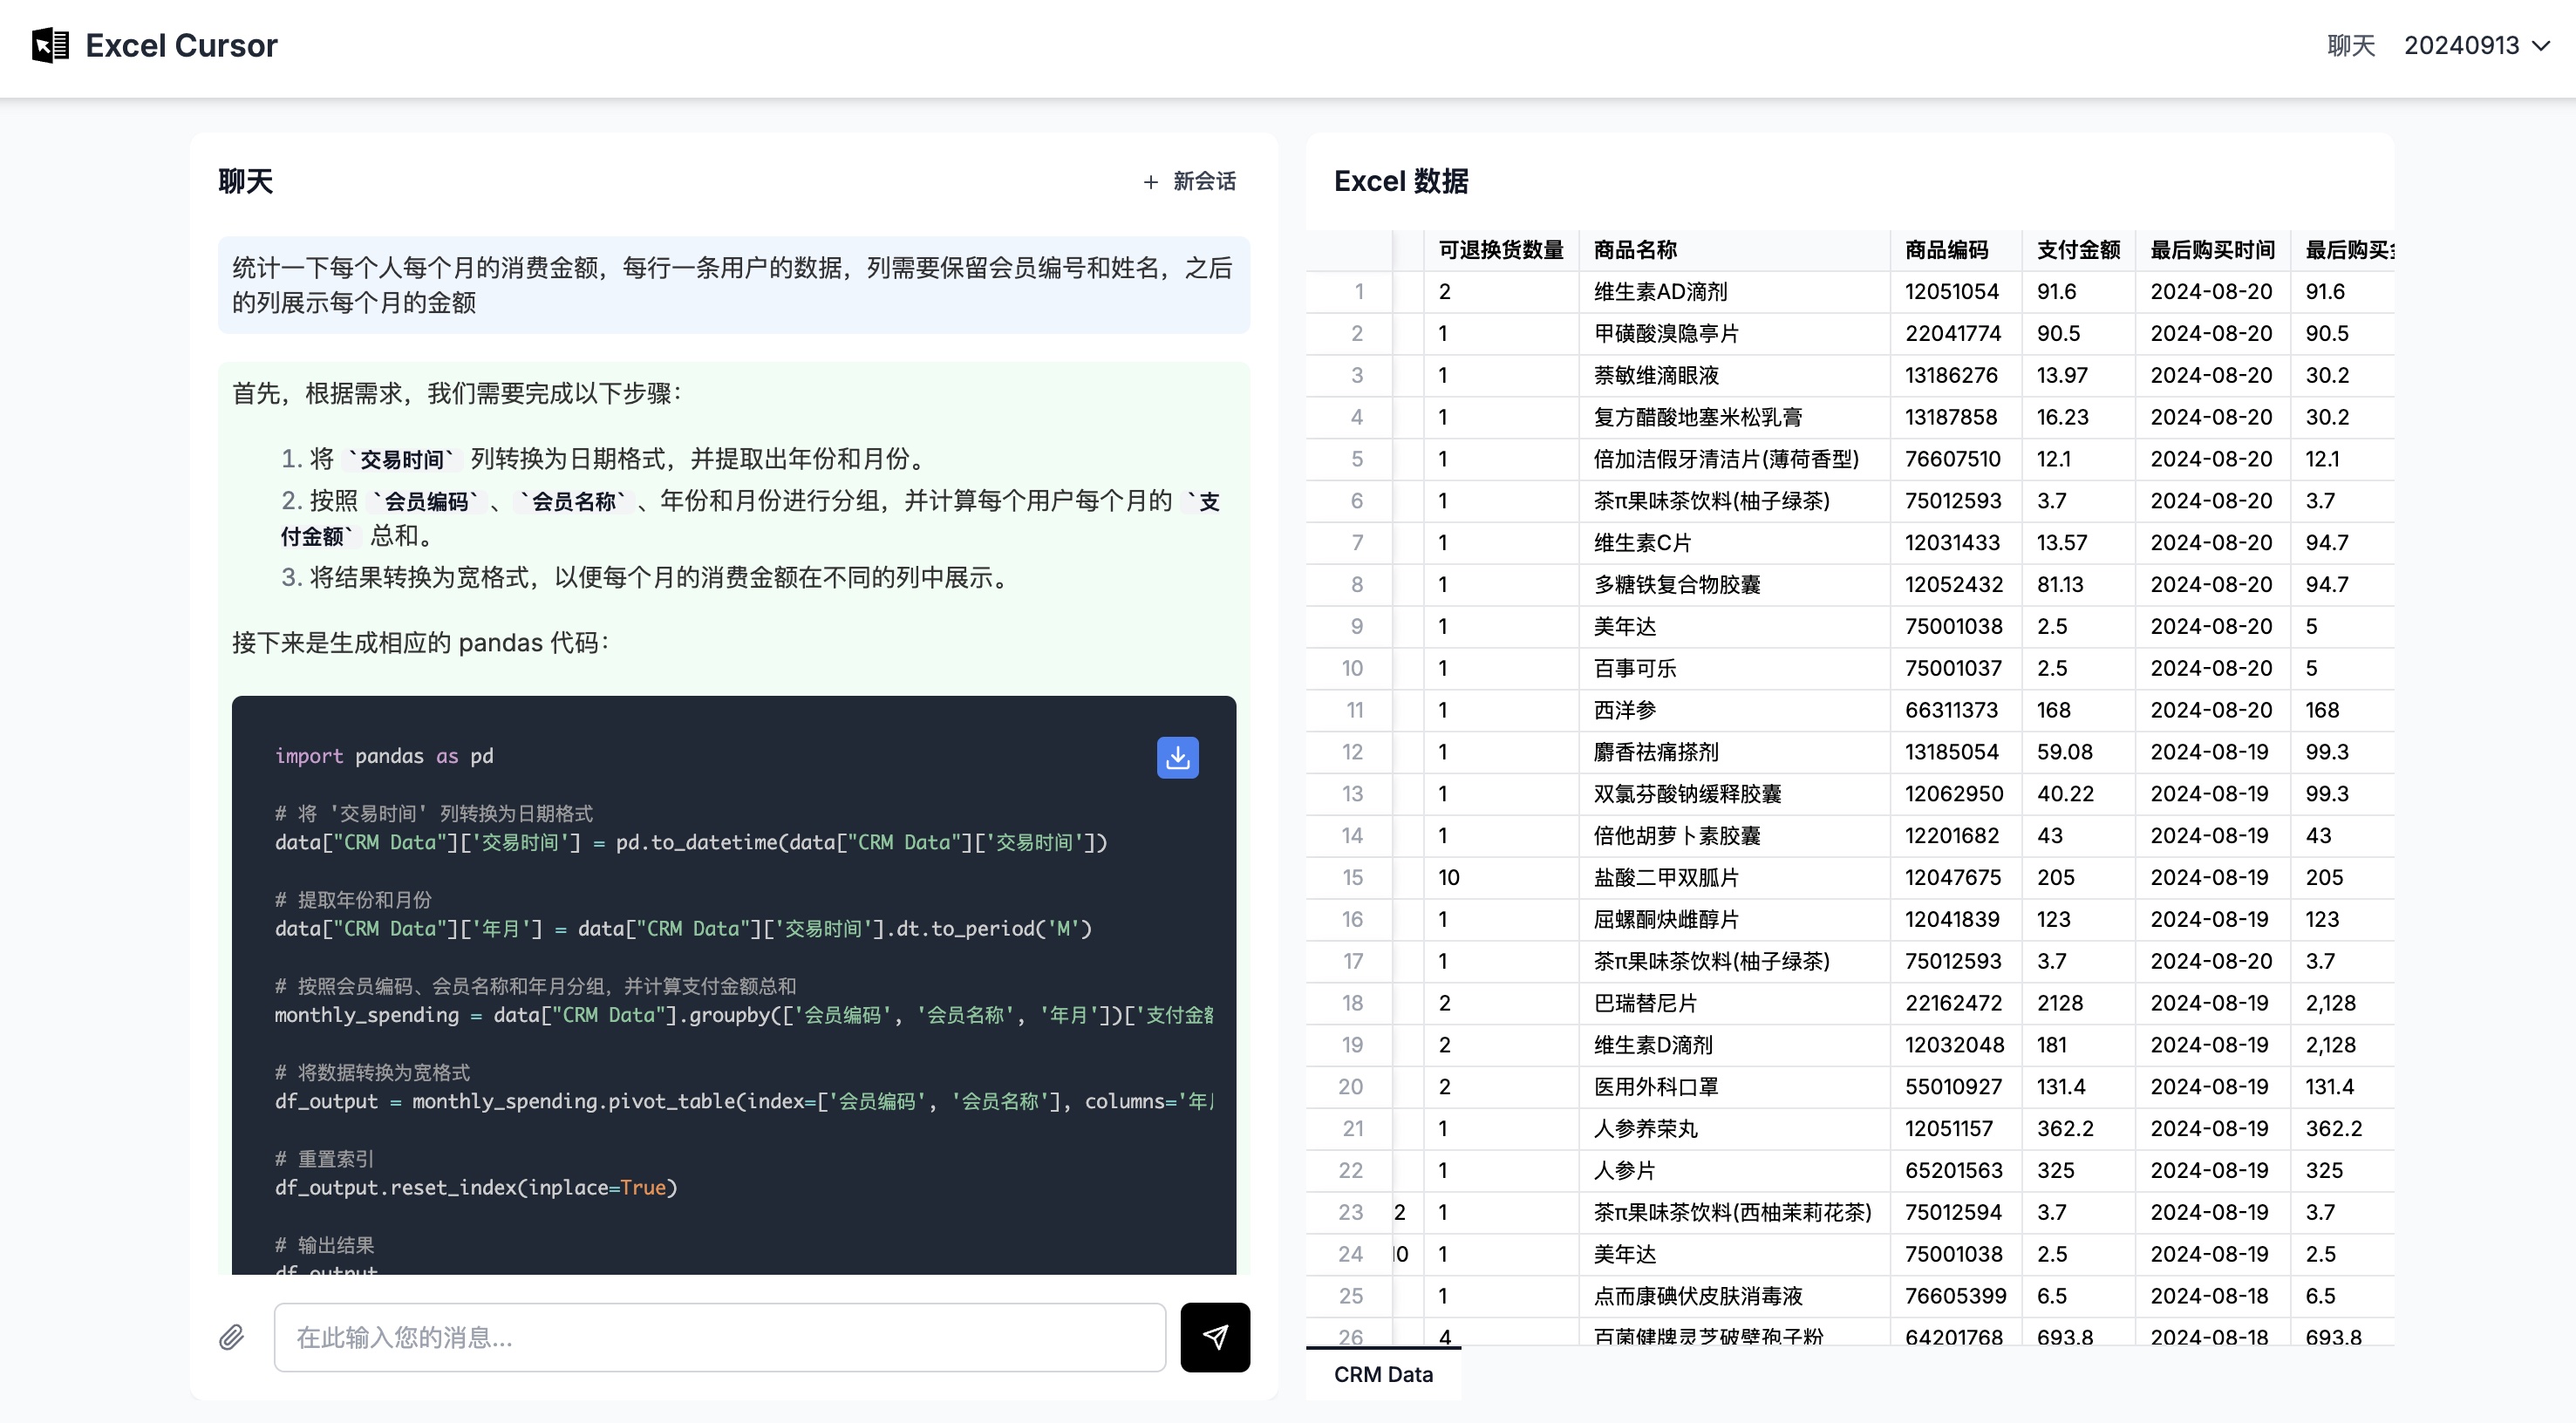 Excel Cursor
聊天 20240913
聊天
+ 新会话
统计一下每个人每个月的消费金额，每行一条用户的数据，列需要保留会员编号和姓名，之后
的列展示每个月的金额
首先，根据需求，我们需要完成以下步骤：
1. 将 `交易时间` 列转换为日期格式，并提取出年份和月份。
2. 按照 `会员编码`、`会员名称`、年份和月份进行分组，并计算每个用户每个月的 `支
付金额` 总和。
3. 将结果转换为宽格式，以便每个月的消费金额在不同的列中展示。
接下来是生成相应的 pandas 代码：
import pandas as pd
# 将 '交易时间' 列转换为日期格式
data["CRM Data"]['交易时间'] = pd.to_datetime(data["CRM Data"]['交易时间'])
# 提取年份和月份
data["CRM Data"]['年月'] = data["CRM Data"]['交易时间'].dt.to_period('M')
# 按照会员编码、会员名称和年月分组，并计算支付金额总和
monthly_spending = data["CRM Data"].groupby(['会员编码', '会员名称', '年月'])['支付金额
# 将数据转换为宽格式
df_output = monthly_spending.pivot_table(index=['会员编码', '会员名称'], columns='年月
# 重置索引
df_output.reset_index(inplace=True)
# 输出结果
df_output
在此输入您的消息...
Excel 数据
可退换货数量 商品名称 商品编码 支付金额 最后购买时间 最后购买金
1 2 维生素AD滴剂 12051054 91.6 2024-08-20 91.6
2 1 甲磺酸溴隐亭片 22041774 90.5 2024-08-20 90.5
3 1 萘敏维滴眼液 13186276 13.97 2024-08-20 30.2
4 1 复方醋酸地塞米松乳膏 13187858 16.23 2024-08-20 30.2
5 1 倍加洁假牙清洁片(薄荷香型) 76607510 12.1 2024-08-20 12.1
6 1 茶π果味茶饮料(柚子绿茶) 75012593 3.7 2024-08-20 3.7
7 1 维生素C片 12031433 13.57 2024-08-20 94.7
8 1 多糖铁复合物胶囊 12052432 81.13 2024-08-20 94.7
9 1 美年达 75001038 2.5 2024-08-20 5
10 1 百事可乐 75001037 2.5 2024-08-20 5
11 1 西洋参 66311373 168 2024-08-20 168
12 1 麝香祛痛搽剂 13185054 59.08 2024-08-19 99.3
13 1 双氯芬酸钠缓释胶囊 12062950 40.22 2024-08-19 99.3
14 1 倍他胡萝卜素胶囊 12201682 43 2024-08-19 43
15 10 盐酸二甲双胍片 12047675 205 2024-08-19 205
16 1 屈螺酮炔雌醇片 12041839 123 2024-08-19 123
17 1 茶π果味茶饮料(柚子绿茶) 75012593 3.7 2024-08-19 3.7
18 2 巴瑞替尼片 22162472 2128 2024-08-19 2,128
19 2 维生素D滴剂 12032048 181 2024-08-19 2,128
20 2 医用外科口罩 55010927 131.4 2024-08-19 131.4
21 1 人参养荣丸 12051157 362.2 2024-08-19 362.2
22 1 人参片 65201563 325 2024-08-19 325
23 2 1 茶π果味茶饮料(西柚茉莉花茶) 75012594 3.7 2024-08-19 3.7
24 0 1 美年达 75001038 2.5 2024-08-19 2.5
25 1 点而康碘伏皮肤消毒液 76605399 6.5 2024-08-18 6.5
26 4 百菌健牌灵芝破壁孢子粉 64201768 693.8 2024-08-18 693.8
CRM Data